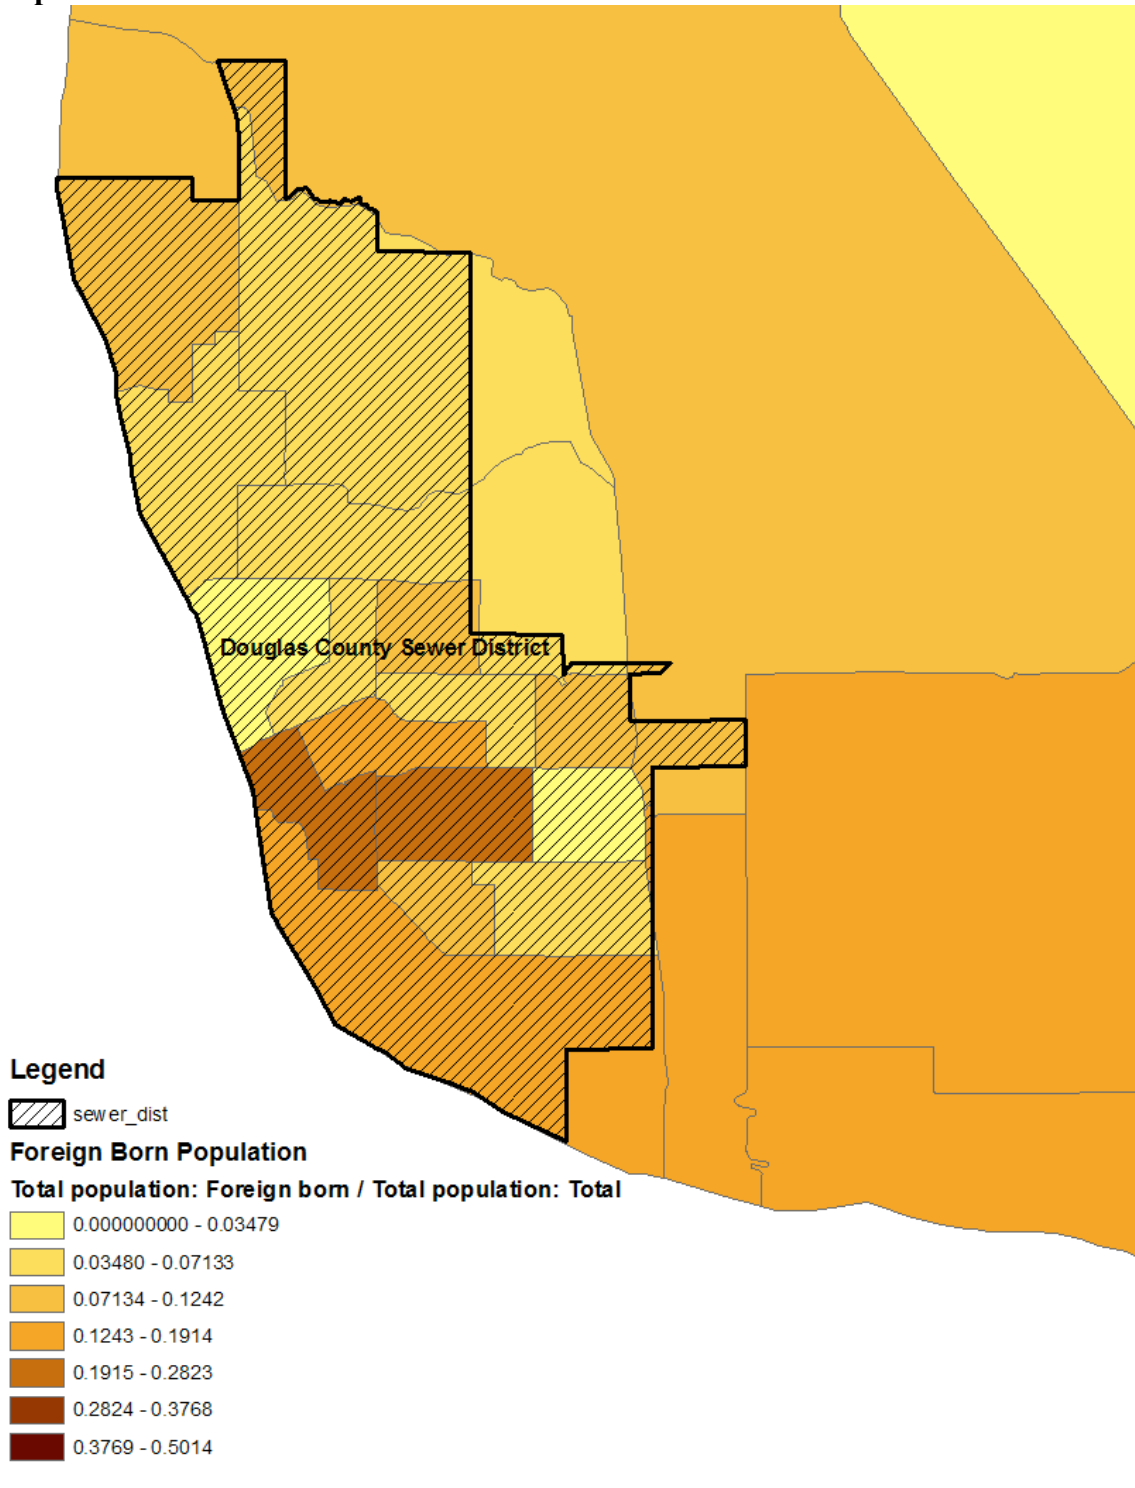 Douglas County Sewer District
Legend
sewer_dist
Foreign Born Population
Total population: Foreign born / Total population: Total
0.000000000 - 0.03479
0.03480 - 0.07133
0.07134 - 0.1242
0.1243 - 0.1914
0.1915 - 0.2823
0.2824 - 0.3768
0.3769 - 0.5014